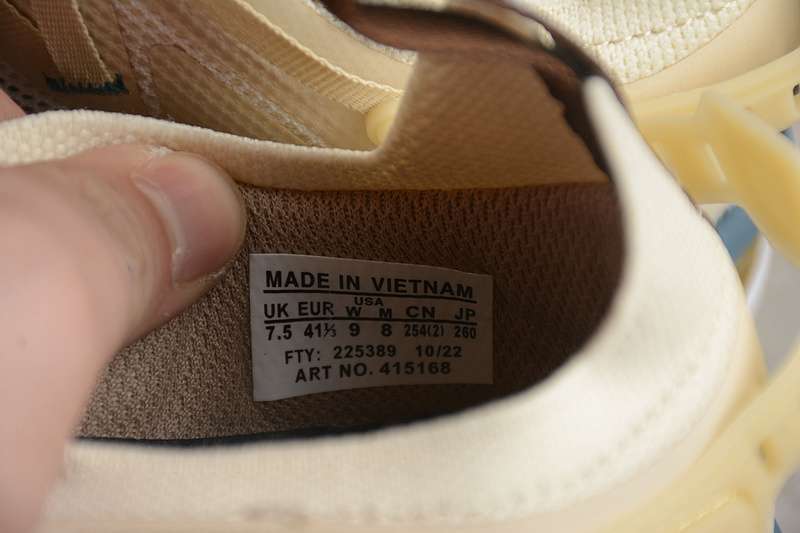 MADE IN VIETNAM
USA
UK EUR W M CN JP
7.5 41⅓ 9 8 254(2) 260
FTY: 225389 10/22
ART NO. 415168